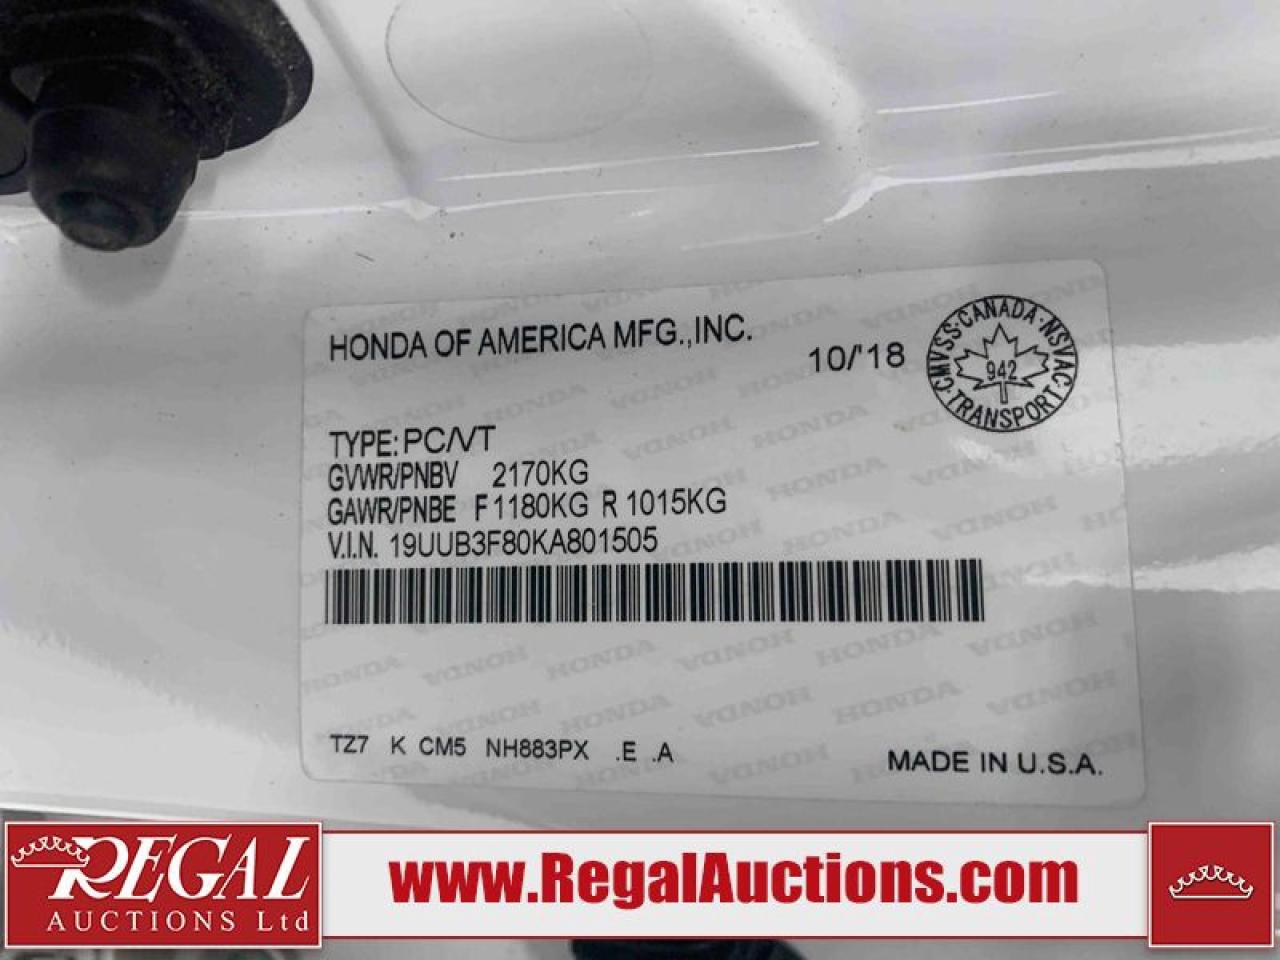 HONDA OF AMERICA MFG.,INC.
10/'18
CMVSS·CANADA·NSVAC·TRANSPORT·
942
TYPE: PC/VT
GVWR/PNBV 2170KG
GAWR/PNBE F 1180KG R 1015KG
V.I.N. 19UUB3F80KA801505
TZ7 K CM5 NH883PX .E .A
MADE IN U.S.A.
REGAL
AUCTIONS Ltd
www.RegalAuctions.com